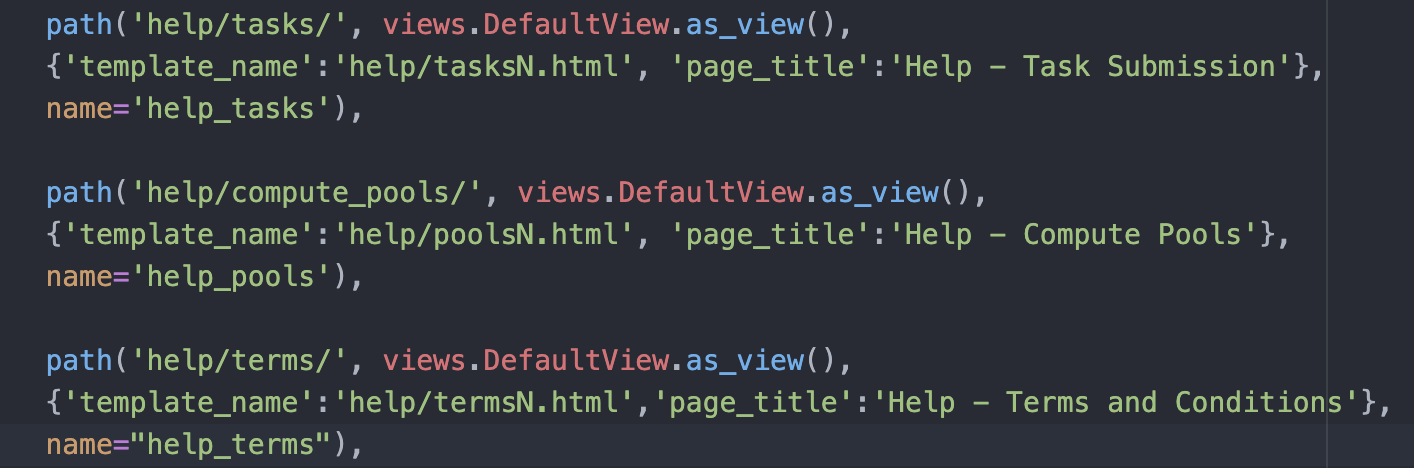 path('help/tasks/', views.DefaultView.as_view(),
{'template_name':'help/tasksN.html', 'page_title':'Help - Task Submission'},
name='help_tasks'),
path('help/compute_pools/', views.DefaultView.as_view(),
{'template_name':'help/poolsN.html', 'page_title':'Help - Compute Pools'},
name='help_pools'),
path('help/terms/', views.DefaultView.as_view(),
{'template_name':'help/termsN.html','page_title':'Help - Terms and Conditions'},
name="help_terms"),